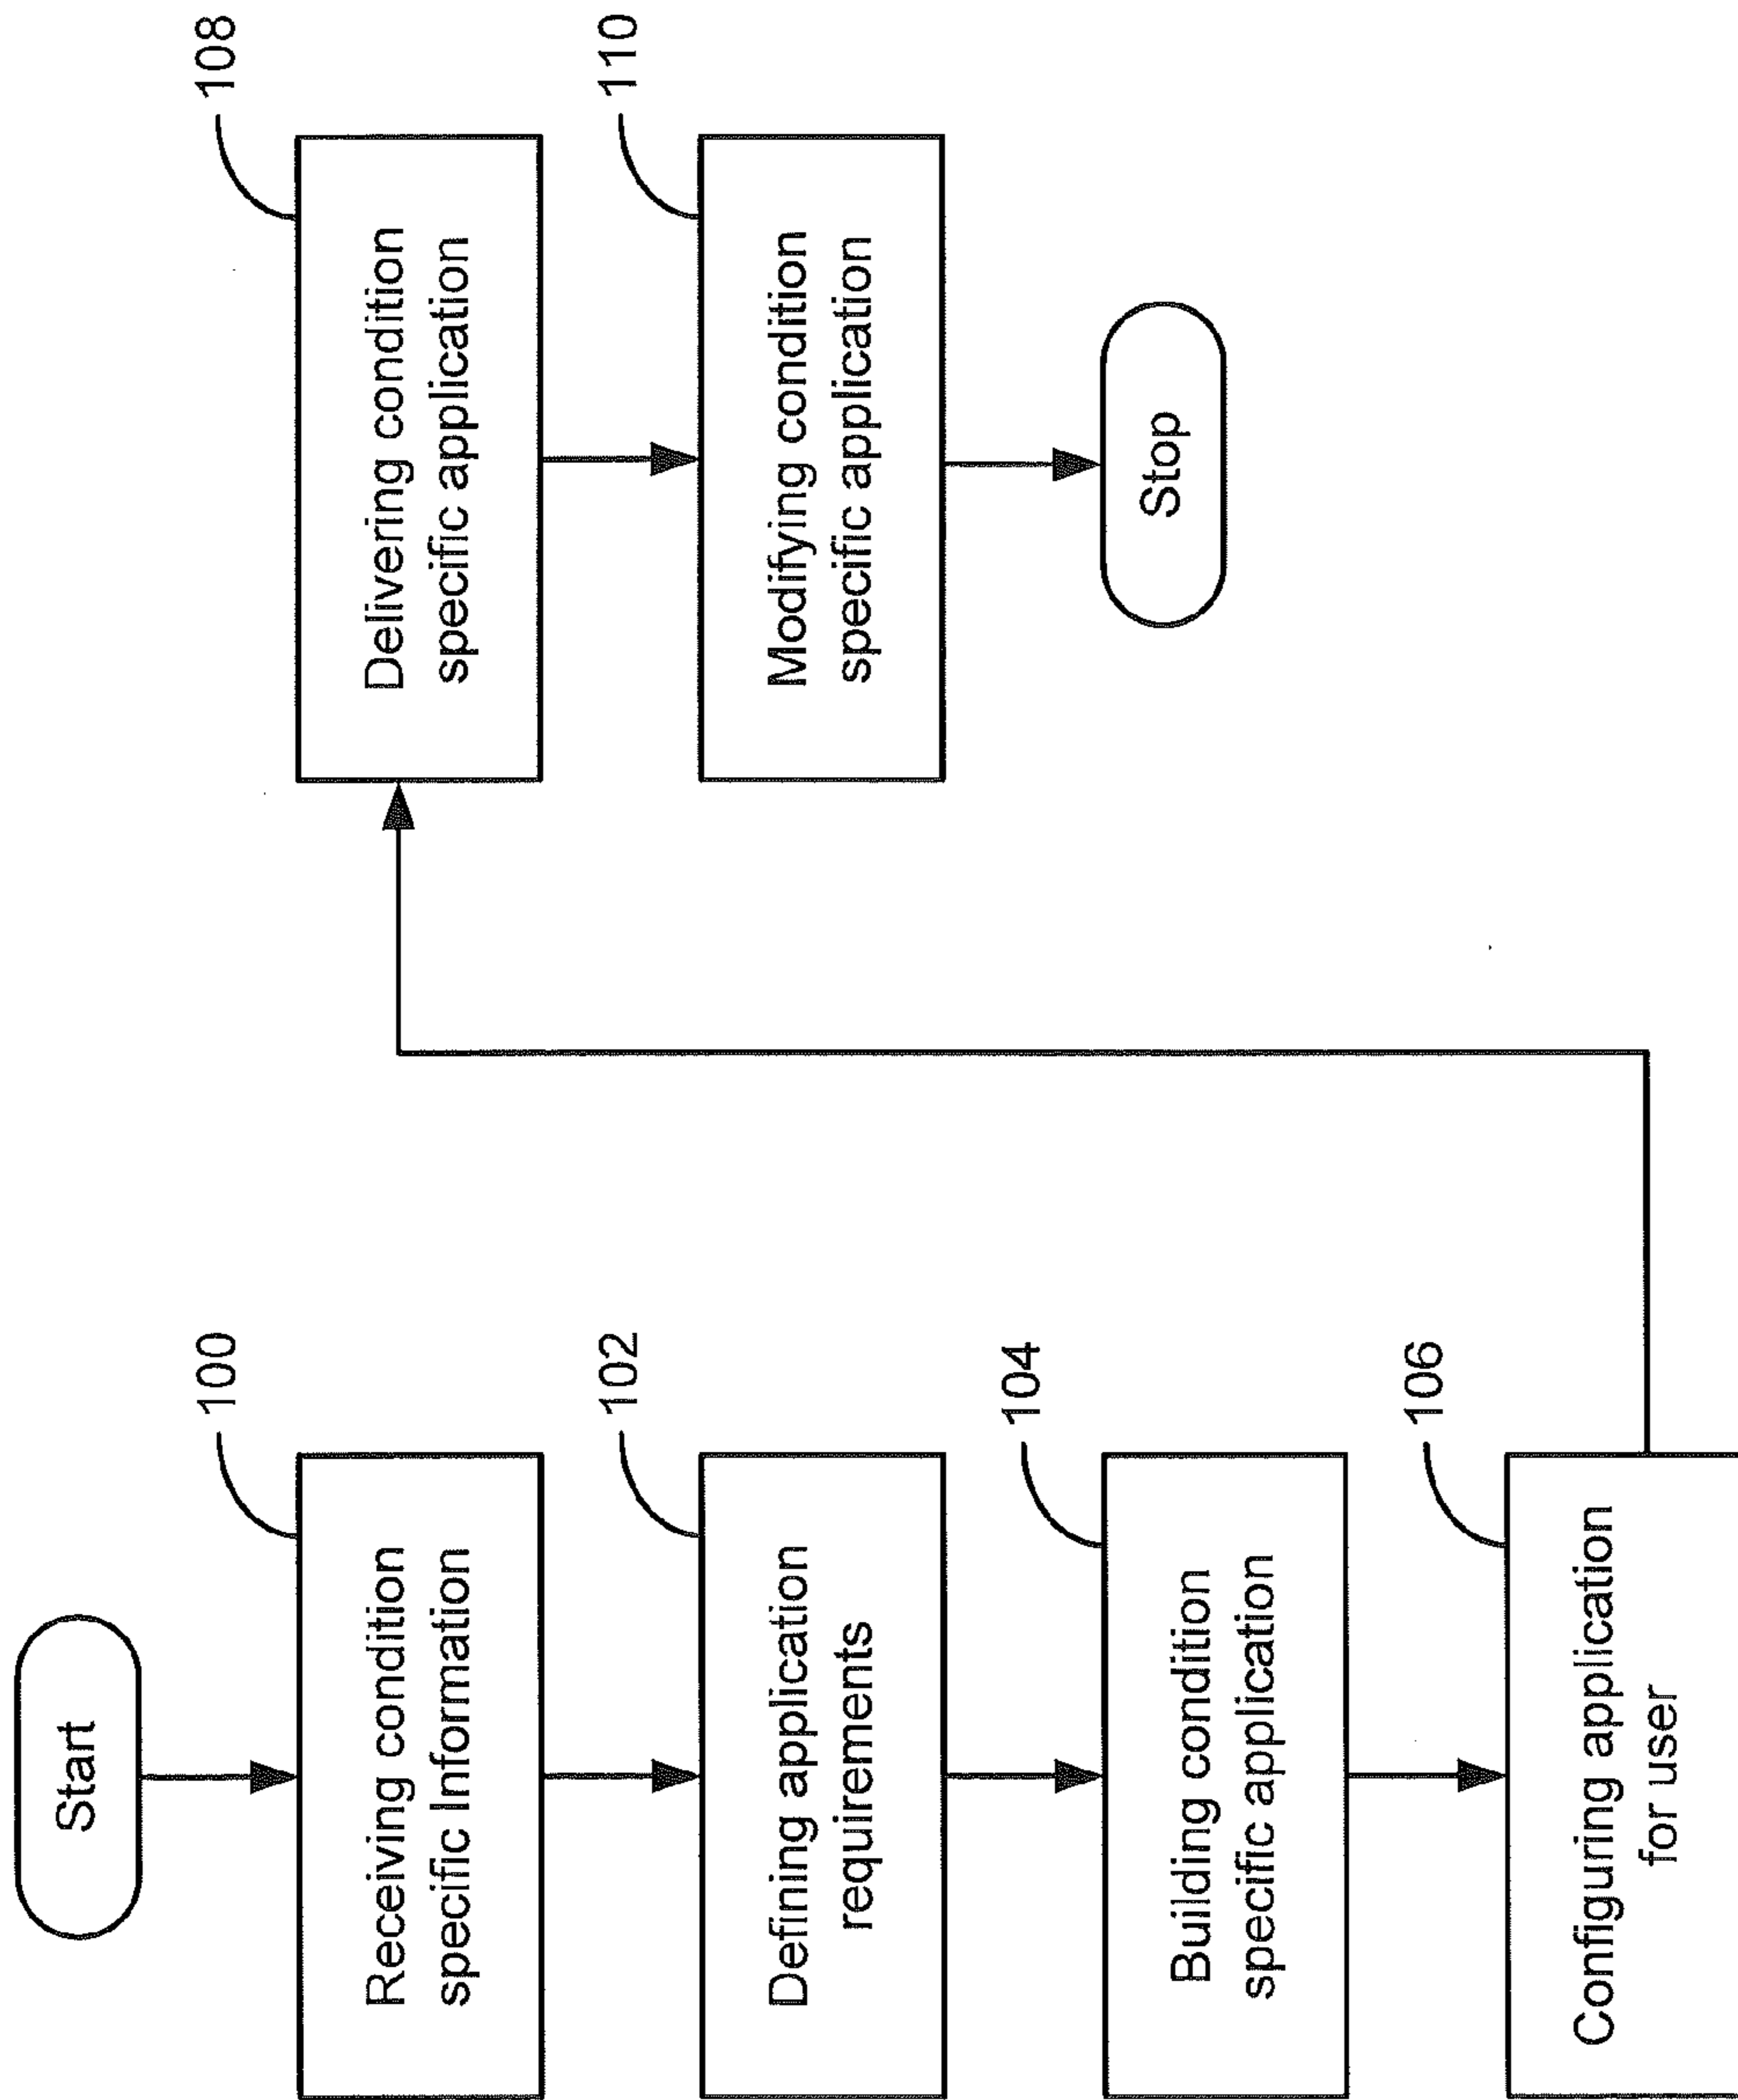 Start
100
Receiving condition
specific Information
102
Defining application
requirements
104
Building condition
specific application
106
Configuring application
for user
108
Delivering condition
specific application
110
Modifying condition
specific application
Stop